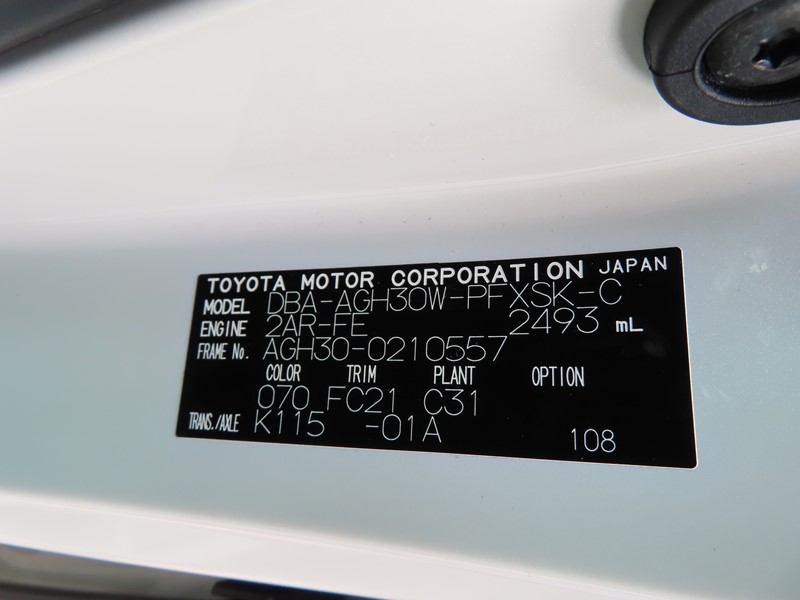 TOYOTA MOTOR CORPORATION JAPAN
MODEL DBA-AGH30W-PFXSK-C
ENGINE 2AR-FE 2493 mL
FRAME No. AGH30-0210557
COLOR TRIM PLANT OPTION
070 FC21 C31
TRANS./AXLE K115 -01A 108